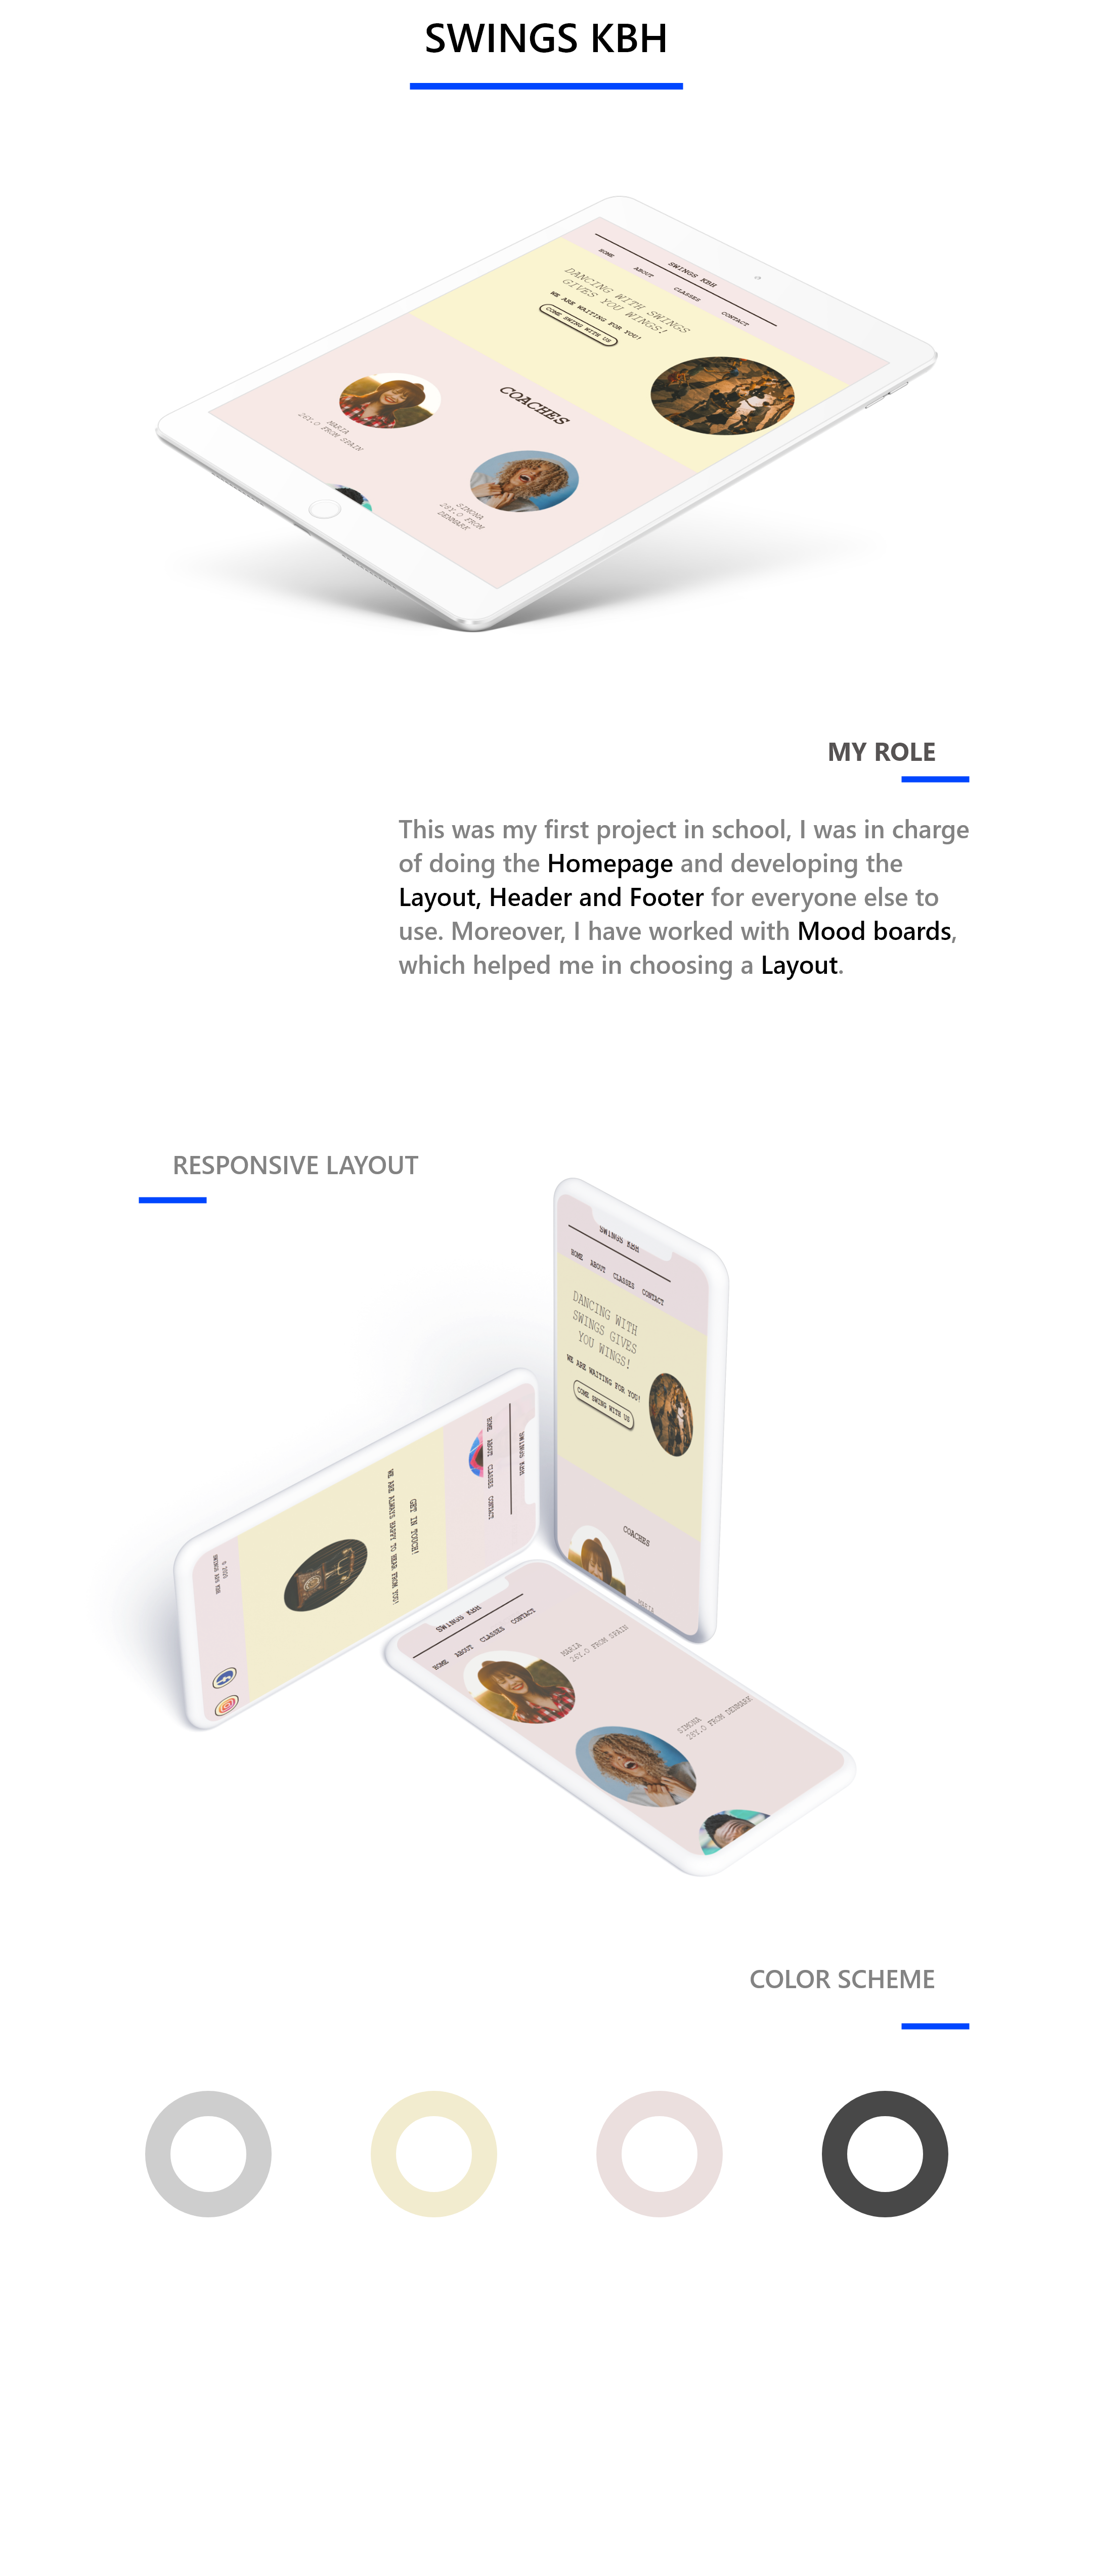 SWINGS KBH
SWINGS KBH
HOME ABOUT CLASSES CONTACT
DANCING WITH SWINGS
GIVES YOU WINGS!
WE ARE WAITING FOR YOU!
COME SWING WITH US
COACHES
MARIA
26Y.O FROM SPAIN
SIMONA
28Y.O FROM
DENMARK
MY ROLE
This was my first project in school, I was in charge
of doing the Homepage and developing the
Layout, Header and Footer for everyone else to
use. Moreover, I have worked with Mood boards,
which helped me in choosing a Layout.
RESPONSIVE LAYOUT
SWINGS KBH
HOME ABOUT CLASSES CONTACT
DANCING WITH
SWINGS GIVES
YOU WINGS!
WE ARE WAITING FOR YOU!
COME SWING WITH US
COACHES
MARIA
SWINGS KBH
HOME ABOUT CLASSES CONTACT
GET IN TOUCH!
WE ARE ALWAYS HAPPY TO HEAR FROM YOU!
SWINGS KBH
HOME ABOUT CLASSES CONTACT
MARIA
26Y.O FROM SPAIN
SIMONA
28Y.O FROM DENMARK
COLOR SCHEME